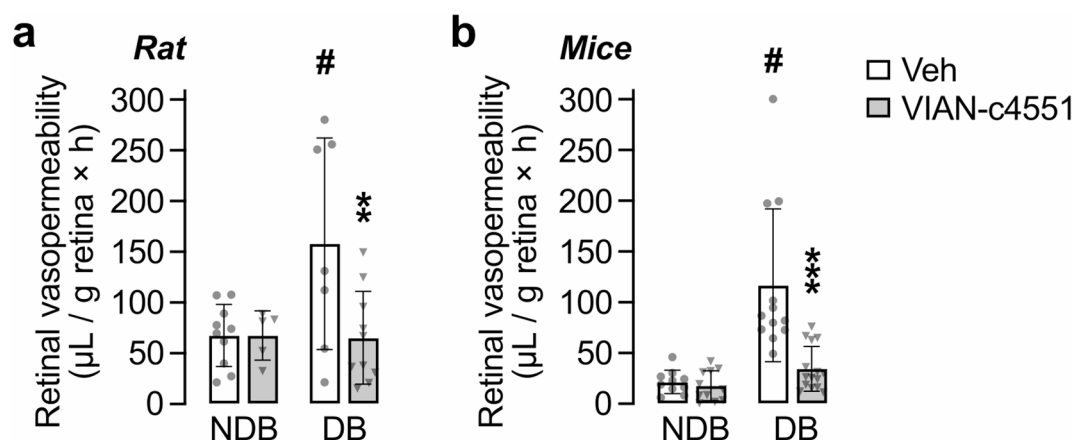 a
Rat
Retinal vasopermeability
(µL / g retina × h)
300
250
200
150
100
50
0
#
**
NDB
DB
b
Mice
Retinal vasopermeability
(µL / g retina × h)
300
250
200
150
100
50
0
#
***
NDB
DB
Veh
VIAN-c4551